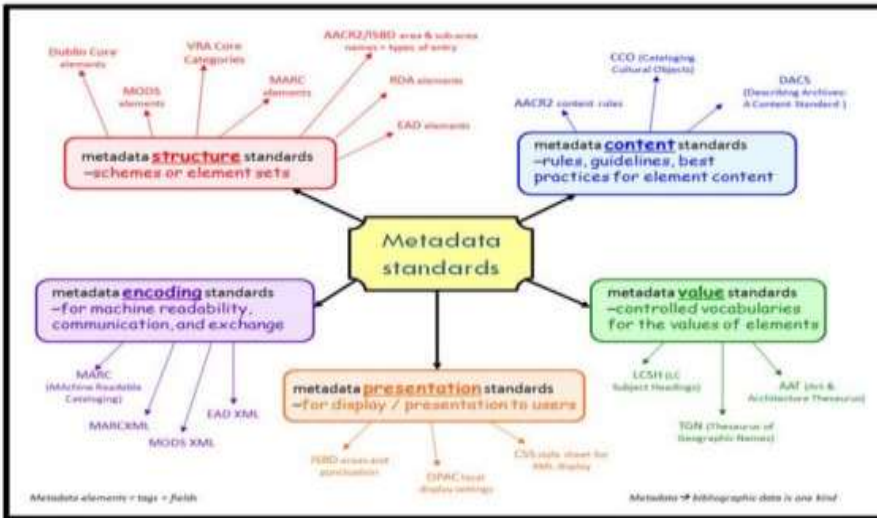 Dublin Core
elements
MODS
elements
VRA Core
Categories
MARC
elements
AACR2/ISBD area & sub-area
names = types of entry
RDA elements
EAD elements
metadata structure standards
–schemes or element sets
AACR2 content rules
CCO (Cataloging
Cultural Objects)
DACS
(Describing Archives:
A Content Standard )
metadata content standards
–rules, guidelines, best
practices for element content
Metadata
standards
metadata encoding standards
–for machine readability,
communication, and exchange
MARC
(MAchine Readable
Cataloging)
MARCXML
MODS XML
EAD XML
metadata presentation standards
–for display / presentation to users
ISBD areas and
punctuation
OPAC local
display settings
CSS style sheet for
XML display
metadata value standards
–controlled vocabularies
for the values of elements
LCSH (LC
Subject Headings)
TGN (Thesaurus of
Geographic Names)
AAT (Art &
Architecture Thesaurus)
Metadata elements = tags = fields
Metadata → bibliographic data is one kind